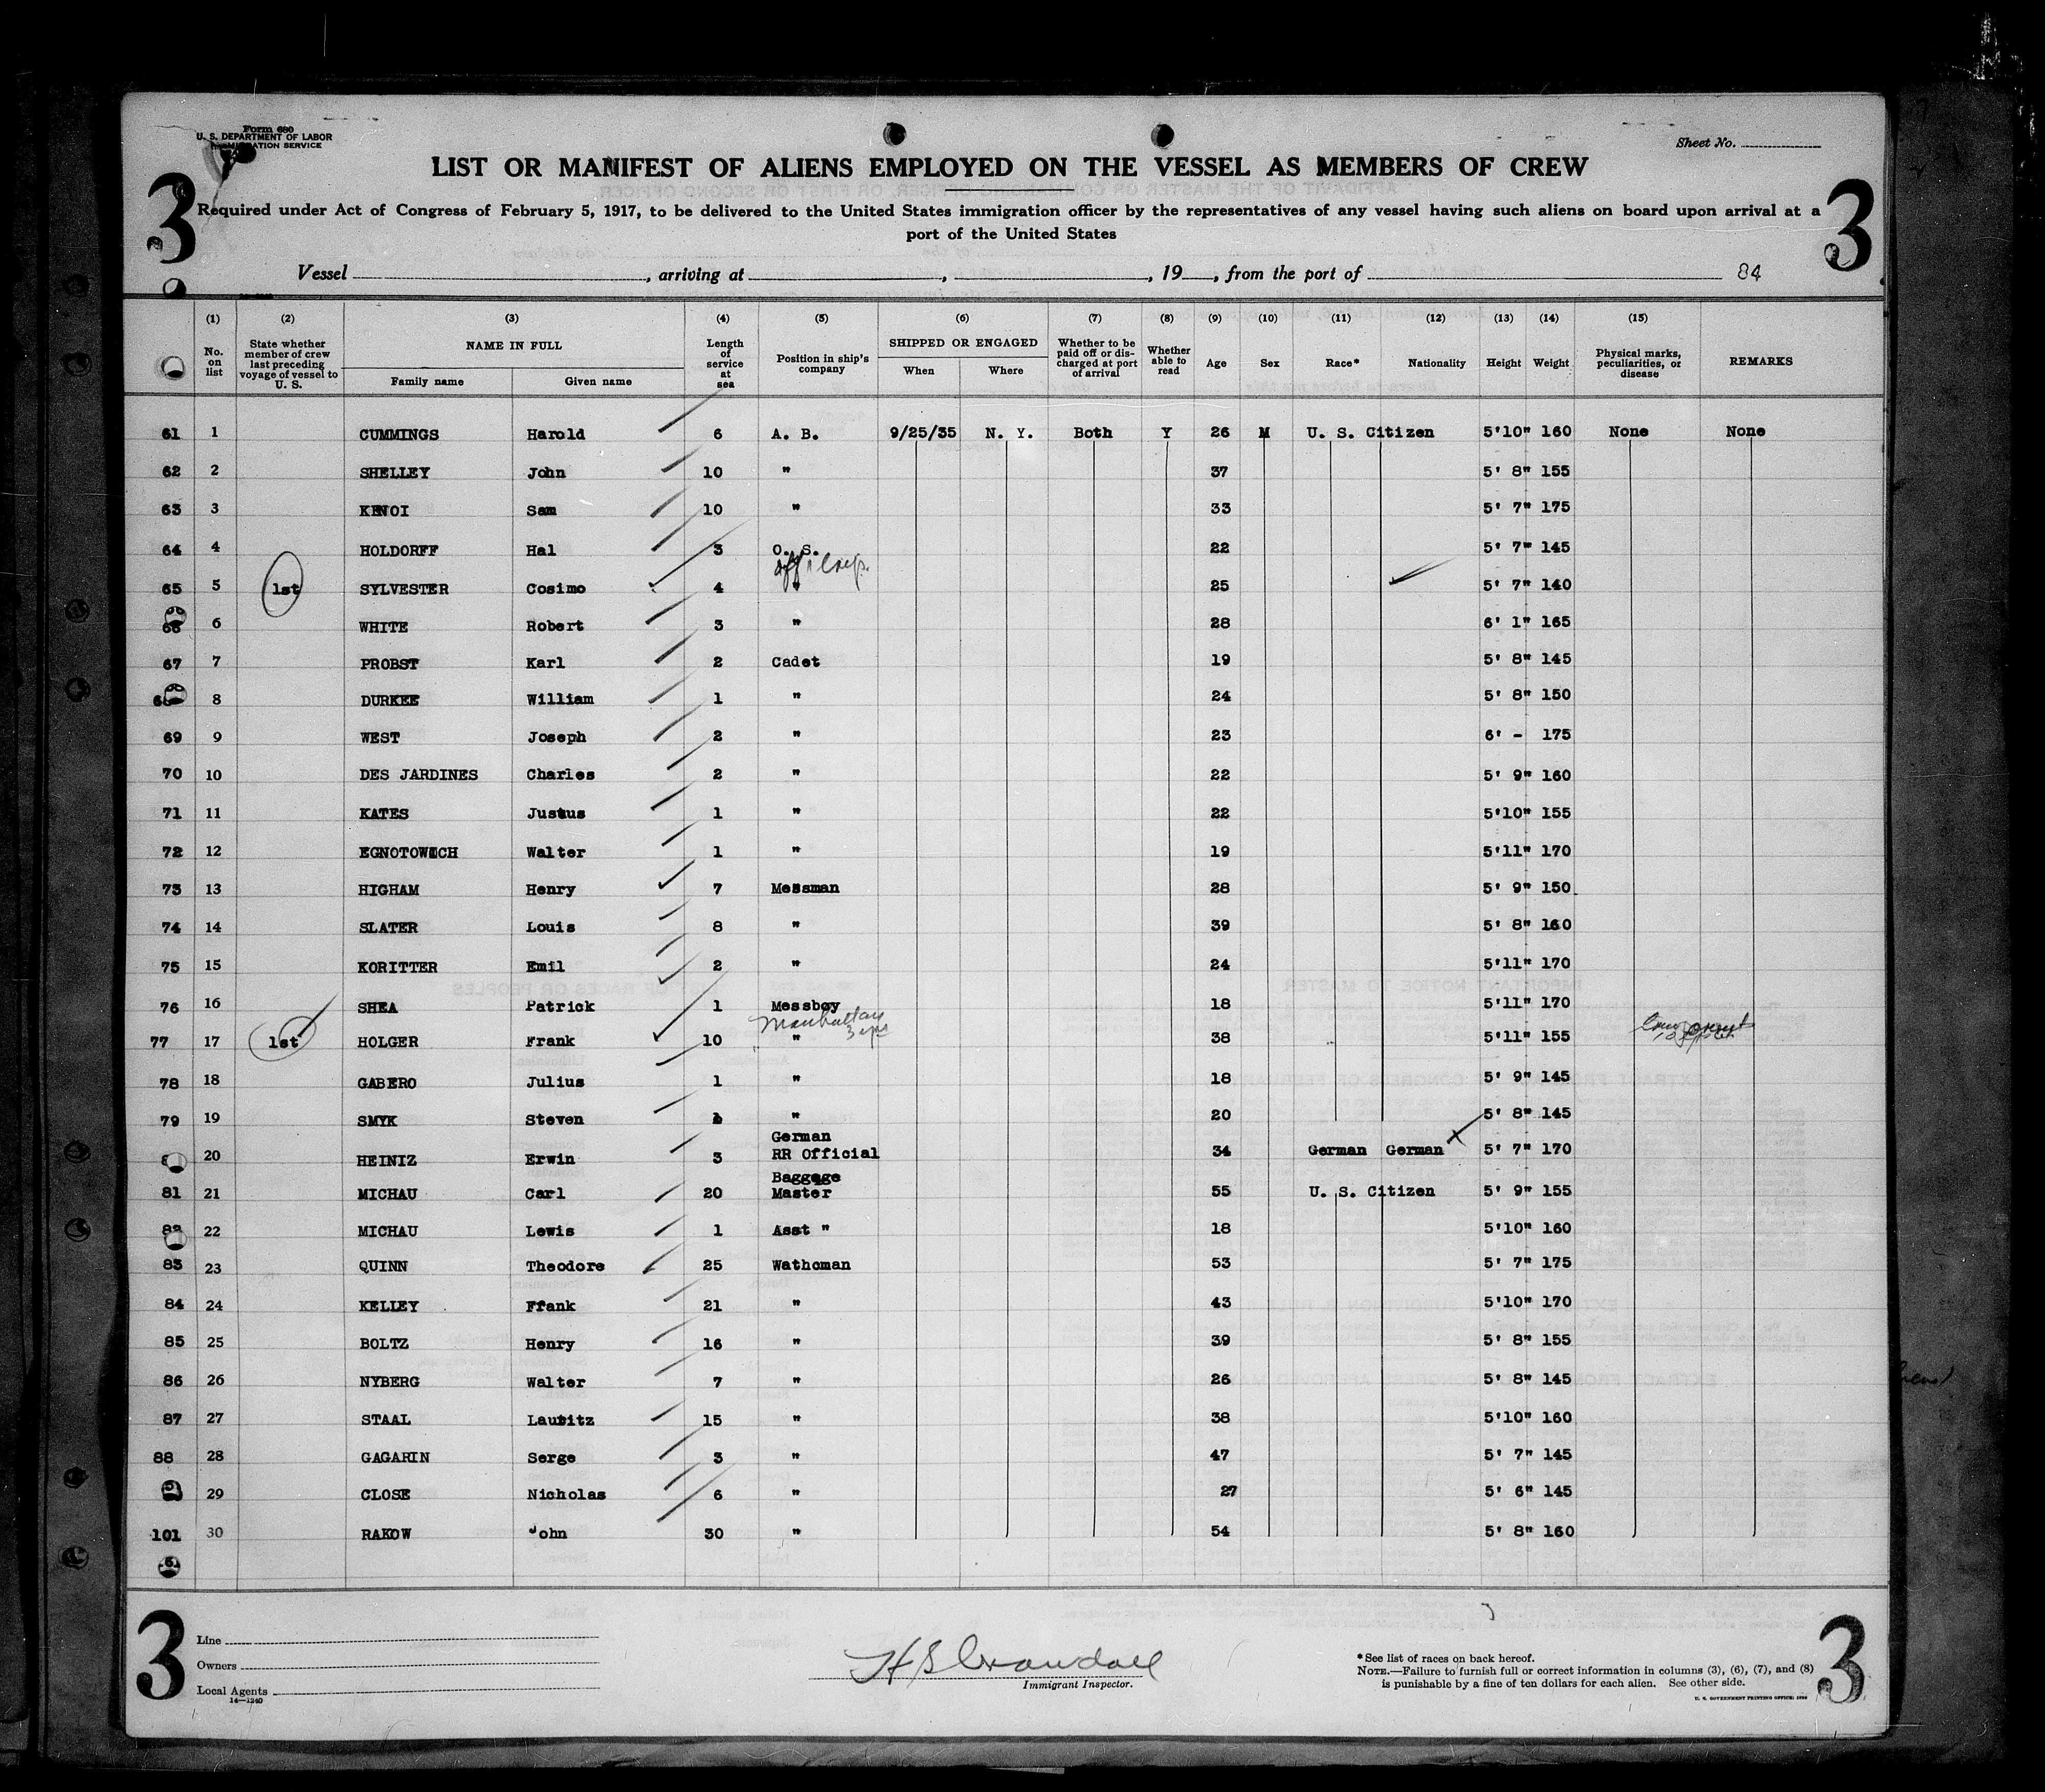 Form 680
U. S. DEPARTMENT OF LABOR
IMMIGRATION SERVICE
Sheet No.
3
3
LIST OR MANIFEST OF ALIENS EMPLOYED ON THE VESSEL AS MEMBERS OF CREW
Required under Act of Congress of February 5, 1917, to be delivered to the United States immigration officer by the representatives of any vessel having such aliens on board upon arrival at a
port of the United States
Vessel , arriving at , , 19 , from the port of 84
(1) (2) (3) (4) (5) (6) (7) (8) (9) (10) (11) (12) (13) (14) (15)
No. on list State whether member of crew last preceding voyage of vessel to U. S. NAME IN FULL Length of service at sea Position in ship's company SHIPPED OR ENGAGED Whether to be paid off or discharged at port of arrival Whether able to read Age Sex Race* Nationality Height Weight Physical marks, peculiarities, or disease REMARKS
Family name Given name When Where
61 1 CUMMINGS Harold 6 A. B. 9/25/35 N. Y. Both Y 26 M U. S. Citizen 5'10" 160 None None
62 2 SHELLEY John 10 " 37 5' 8" 155
63 3 KENOI Sam 10 " 33 5' 7" 175
64 4 HOLDORFF Hal 3 O. S. 22 5' 7" 145
65 5 1st SYLVESTER Cosimo 4 " 25 5' 7" 140
66 6 WHITE Robert 3 " 28 6' 1" 165
67 7 PROBST Karl 2 Cadet 19 5' 8" 145
8 DURKEE William 1 " 24 5' 8" 150
69 9 WEST Joseph 2 " 23 6' - 175
70 10 DES JARDINES Charles 2 " 22 5' 9" 160
71 11 KATES Justus 1 " 22 5'10" 155
72 12 EGNOTOWICH Walter 1 " 19 5'11" 170
73 13 HIGHAM Henry 7 Messman 28 5' 9" 150
74 14 SLATER Louis 8 " 39 5' 8" 160
75 15 KORITTER Emil 2 " 24 5'11" 170
76 16 SHEA Patrick 1 Messboy 18 5'11" 170
Manhattan
77 17 1st HOLGER Frank 10 " 38 5'11" 155
78 18 GABERO Julius 1 " 18 5' 9" 145
79 19 SMYK Steven 1 " 20 5' 8" 145
German
20 HEINIZ Erwin 3 RR Official 34 German German 5' 7" 170
Baggage
81 21 MICHAU Carl 20 Master 55 U. S. Citizen 5' 9" 155
82 22 MICHAU Lewis 1 Asst " 18 5'10" 160
83 23 QUINN Theodore 25 Wathcman 53 5' 7" 175
84 24 KELLEY Frank 21 " 43 5'10" 170
85 25 BOLTZ Henry 16 " 39 5' 8" 155
86 26 NYBERG Walter 7 " 26 5' 8" 145
87 27 STAAL Lauritz 15 " 38 5'10" 160
88 28 GAGARIN Serge 3 " 47 5' 7" 145
29 CLOSE Nicholas 6 " 27 5' 6" 145
101 30 RAKOW John 30 " 54 5' 8" 160
3
3
Line
Owners
Local Agents
14—1240
H S Crandall
Immigrant Inspector.
*See list of races on back hereof.
NOTE.—Failure to furnish full or correct information in columns (3), (6), (7), and (8)
is punishable by a fine of ten dollars for each alien. See other side.